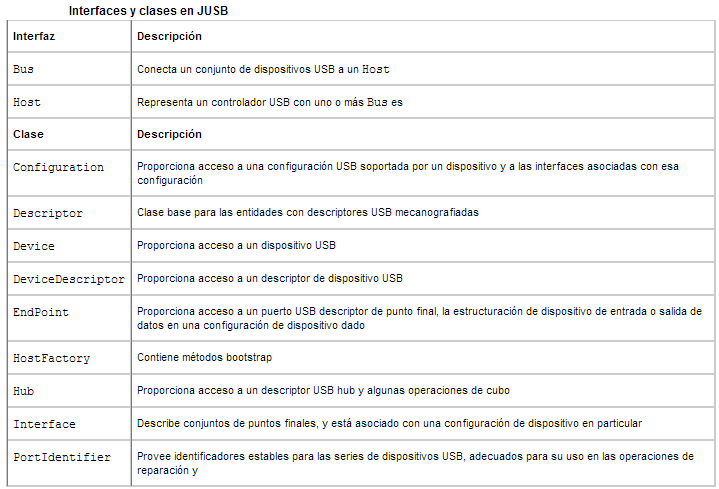 Interfaces y clases en JUSB
Interfaz Descripción
Bus Conecta un conjunto de dispositivos USB a un Host
Host Representa un controlador USB con uno o más Bus es
Clase Descripción
Configuration Proporciona acceso a una configuración USB soportada por un dispositivo y a las interfaces asociadas con esa
configuración
Descriptor Clase base para las entidades con descriptores USB mecanografiadas
Device Proporciona acceso a un dispositivo USB
DeviceDescriptor Proporciona acceso a un descriptor de dispositivo USB
EndPoint Proporciona acceso a un puerto USB descriptor de punto final, la estructuración de dispositivo de entrada o salida de
datos en una configuración de dispositivo dado
HostFactory Contiene métodos bootstrap
Hub Proporciona acceso a un descriptor USB hub y algunas operaciones de cubo
Interface Describe conjuntos de puntos finales, y está asociado con una configuración de dispositivo en particular
PortIdentifier Provee identificadores estables para las series de dispositivos USB, adecuados para su uso en las operaciones de
reparación y